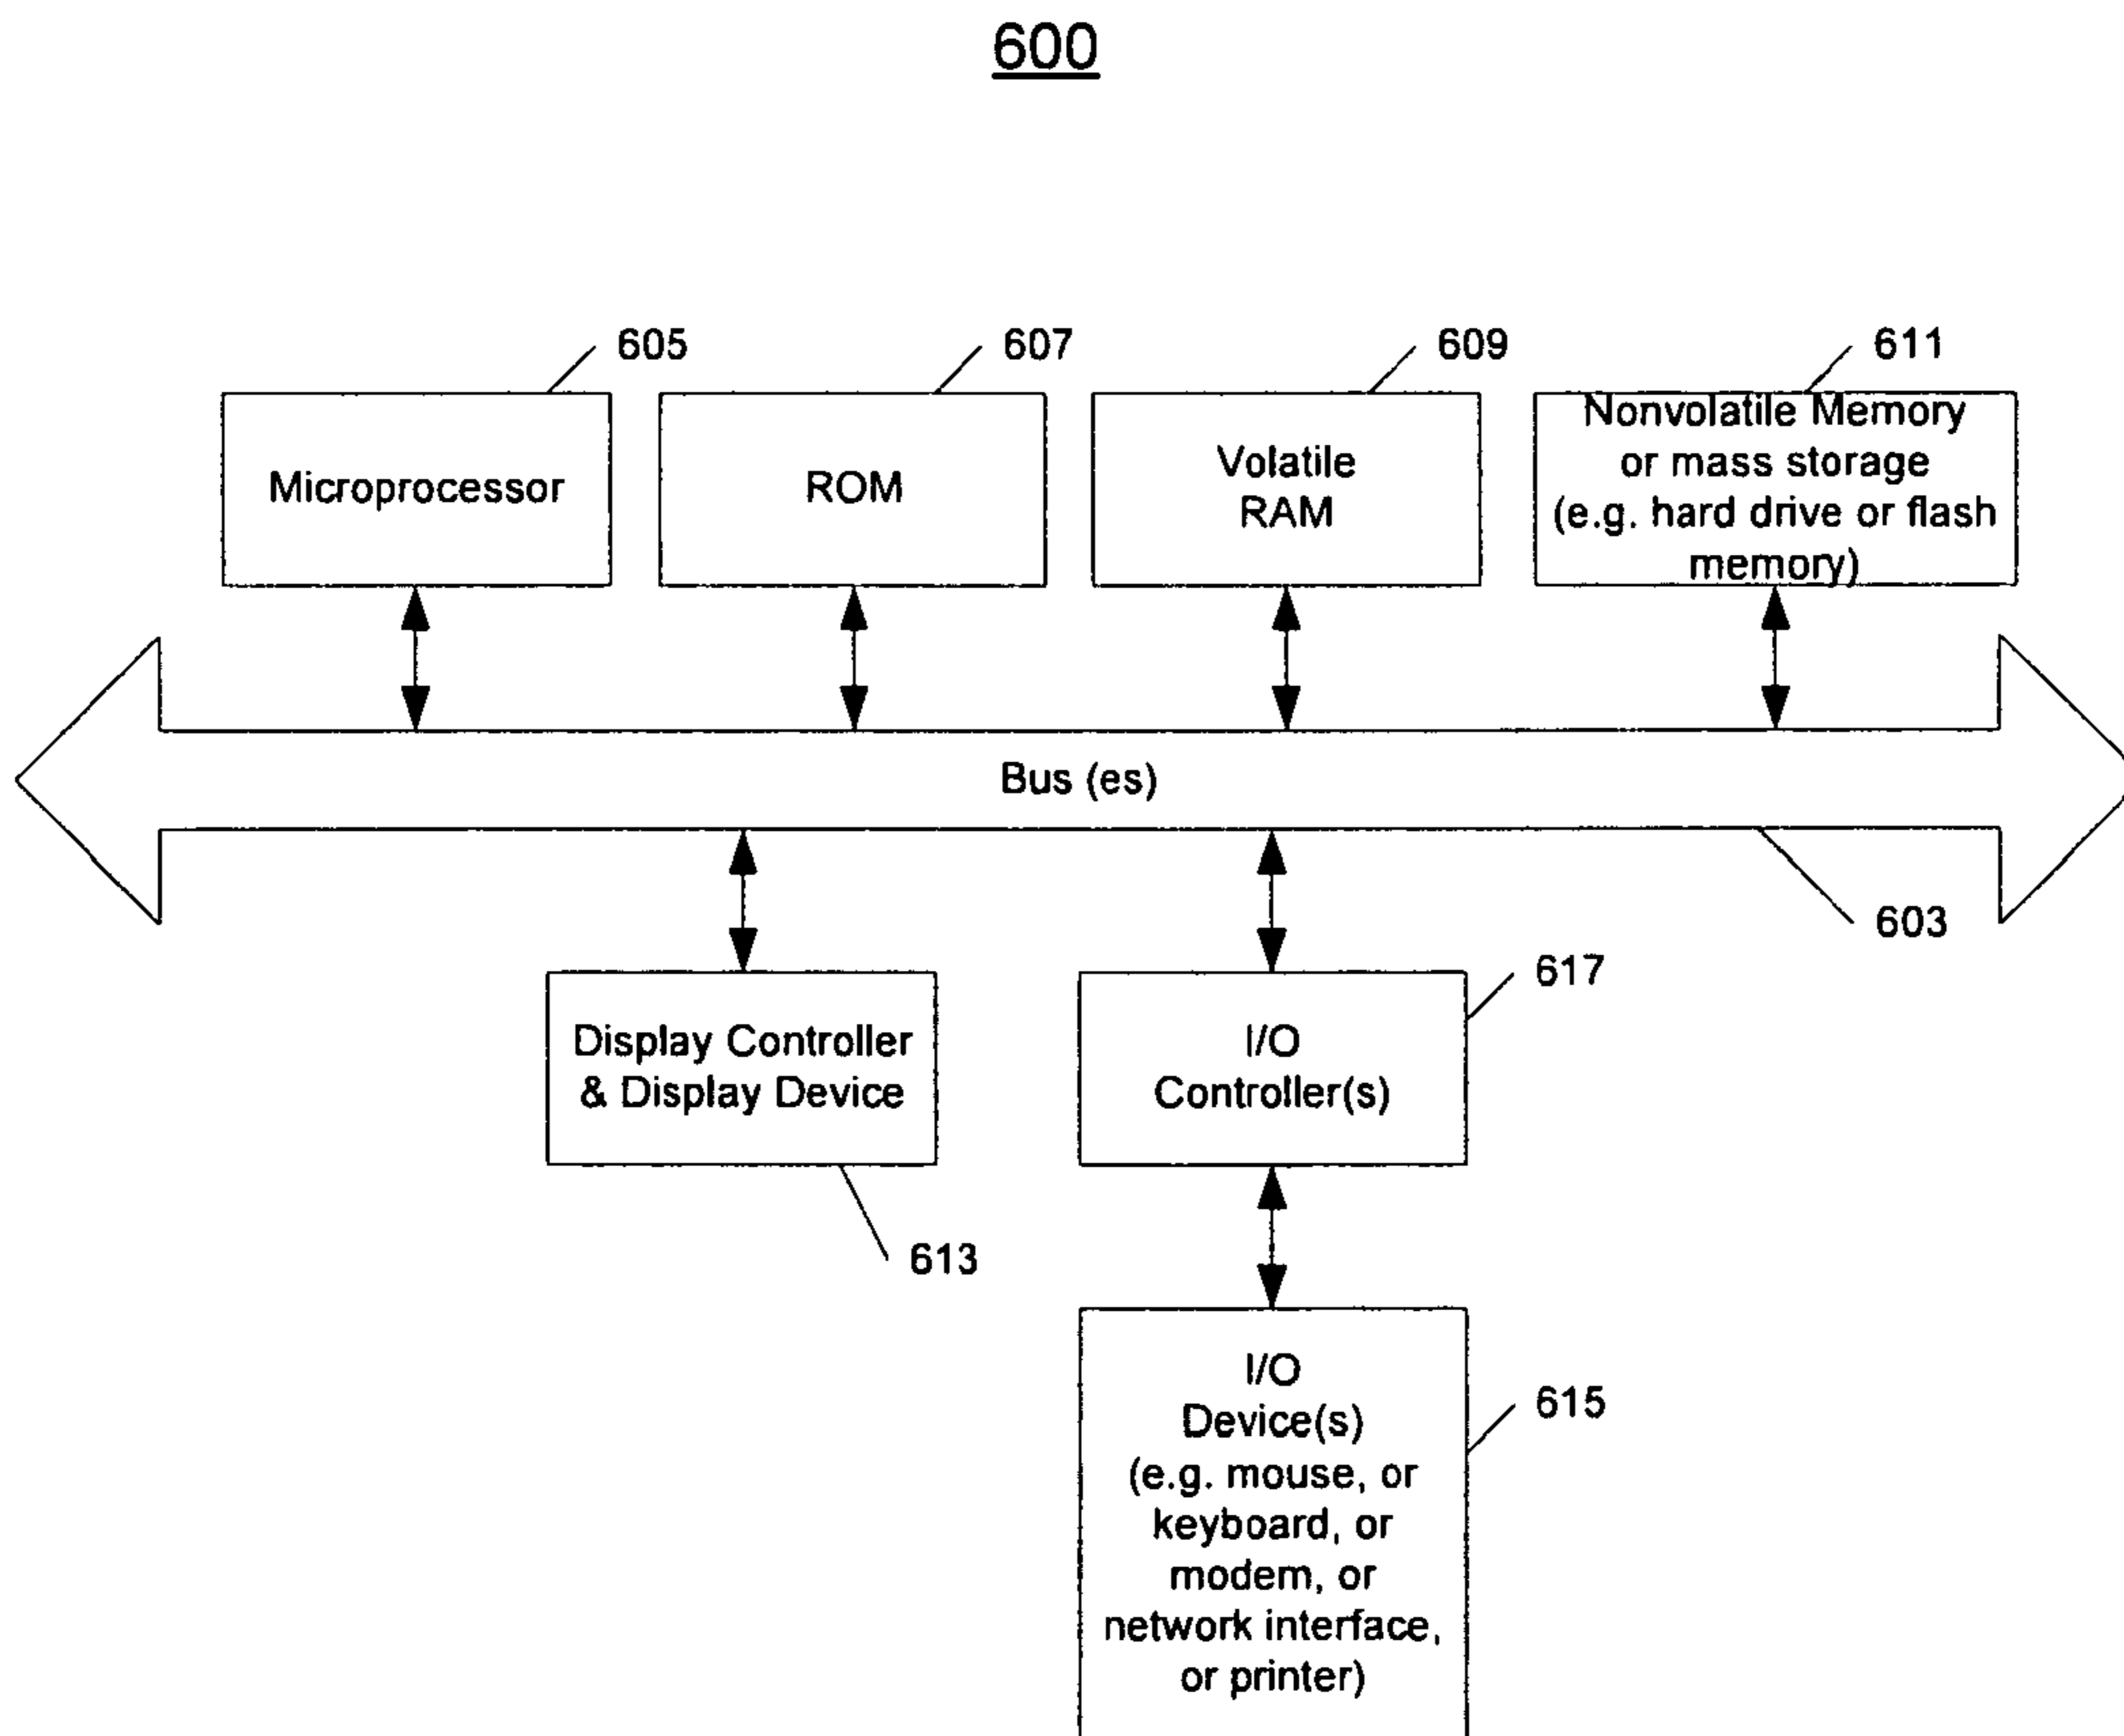 600
605
607
609
611
Microprocessor
ROM
Volatile
RAM
Nonvolatile Memory
or mass storage
(e.g. hard drive or flash
memory)
Bus (es)
603
Display Controller
& Display Device
613
I/O
Controller(s)
617
I/O
Device(s)
(e.g. mouse, or
keyboard, or
modem, or
network interface,
or printer)
615